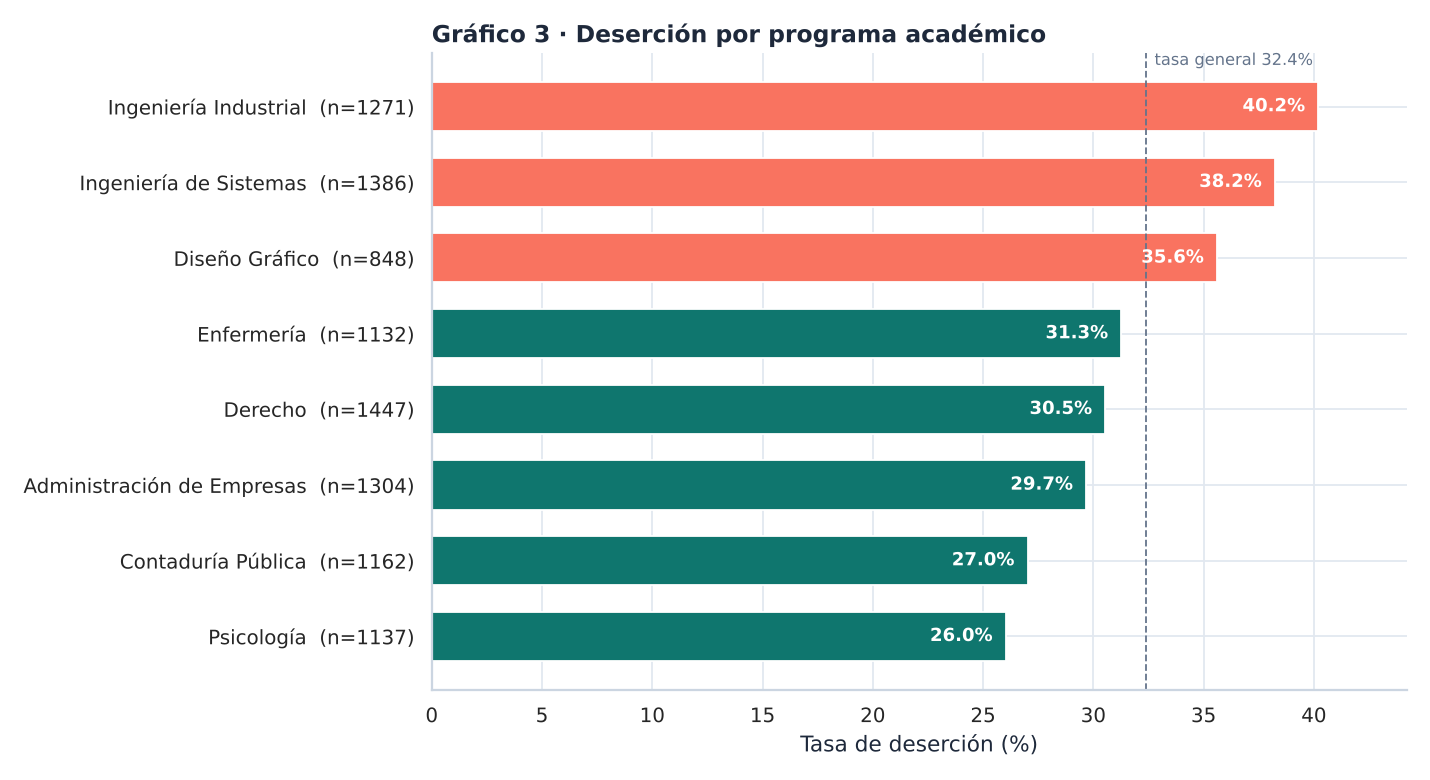 Gráfico 3 · Deserción por programa académico
tasa general 32.4%
Ingeniería Industrial (n=1271)
40.2%
Ingeniería de Sistemas (n=1386)
38.2%
Diseño Gráfico (n=848)
35.6%
Enfermería (n=1132)
31.3%
Derecho (n=1447)
30.5%
Administración de Empresas (n=1304)
29.7%
Contaduría Pública (n=1162)
27.0%
Psicología (n=1137)
26.0%
0 5 10 15 20 25 30 35 40
Tasa de deserción (%)